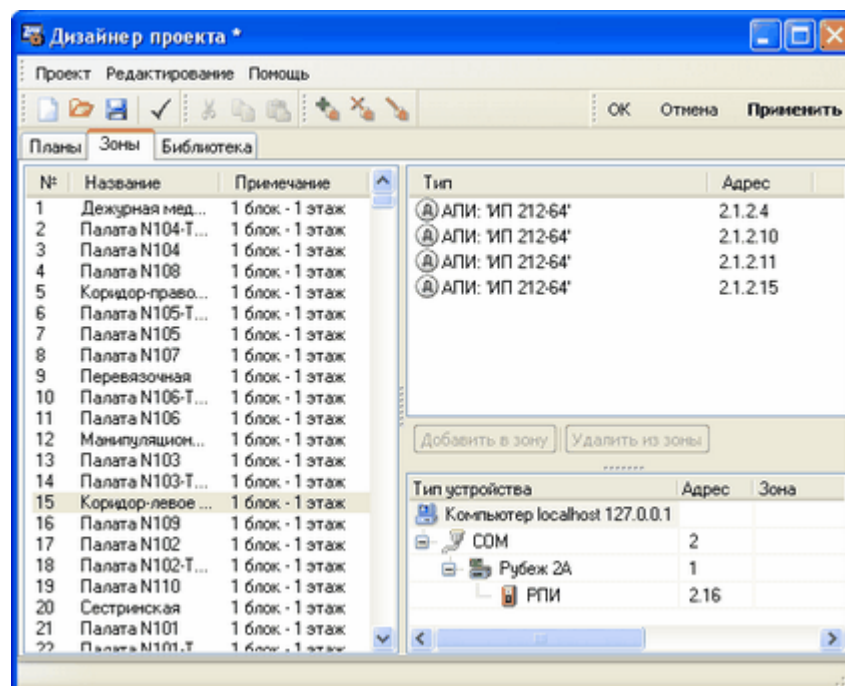 Дизайнер проекта *
Проект Редактирование Помощь
OK Отмена Применить
Планы Зоны Библиотека
№ Название Примечание
1 Дежурная мед... 1 блок - 1 этаж
2 Палата N104-Т... 1 блок - 1 этаж
3 Палата N104 1 блок - 1 этаж
4 Палата N108 1 блок - 1 этаж
5 Коридор-право... 1 блок - 1 этаж
6 Палата N105-Т... 1 блок - 1 этаж
7 Палата N105 1 блок - 1 этаж
8 Палата N107 1 блок - 1 этаж
9 Перевязочная 1 блок - 1 этаж
10 Палата N106-Т... 1 блок - 1 этаж
11 Палата N106 1 блок - 1 этаж
12 Манипуляцион... 1 блок - 1 этаж
13 Палата N103 1 блок - 1 этаж
14 Палата N103-Т... 1 блок - 1 этаж
15 Коридор-левое ... 1 блок - 1 этаж
16 Палата N109 1 блок - 1 этаж
17 Палата N102 1 блок - 1 этаж
18 Палата N102-Т... 1 блок - 1 этаж
19 Палата N110 1 блок - 1 этаж
20 Сестринская 1 блок - 1 этаж
21 Палата N101 1 блок - 1 этаж
22 Палата N101-Т 1 блок - 1 этаж
Тип Адрес
АПИ: 'ИП 212-64' 2.1.2.4
АПИ: 'ИП 212-64' 2.1.2.10
АПИ: 'ИП 212-64' 2.1.2.11
АПИ: 'ИП 212-64' 2.1.2.15
Добавить в зону Удалить из зоны
Тип устройства Адрес Зона
Компьютер localhost 127.0.0.1
COM 2
Рубеж 2А 1
РПИ 2.16